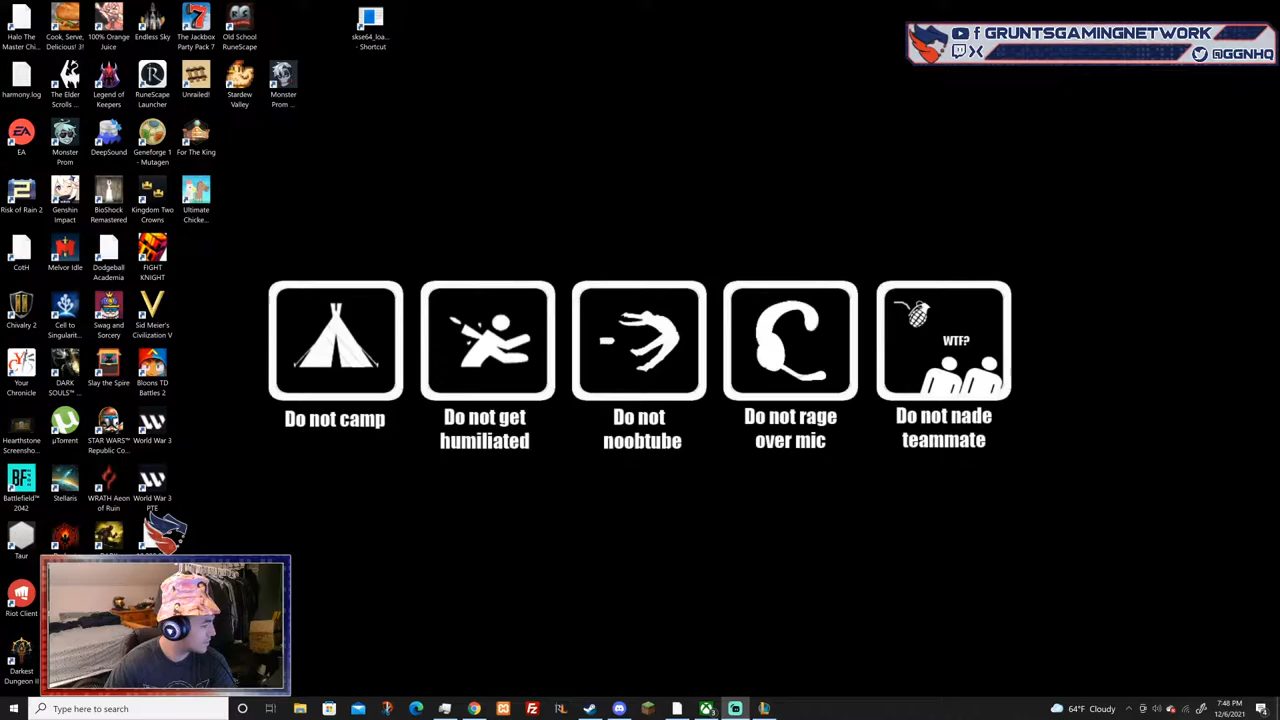 Halo The
Master Chi...
Cook, Serve,
Delicious! 3!
100% Orange
Juice
Endless Sky
The Jackbox
Party Pack 7
Old School
RuneScape
skse64_loa...
- Shortcut
GRUNTSGAMINGNETWORK
@GGNHQ
harmony.log
The Elder
Scrolls ...
Legend of
Keepers
RuneScape
Launcher
Unrailed!
Stardew
Valley
Monster
Prom ...
EA
EA
Monster
Prom
DeepSound
Geneforge 1
- Mutagen
For The King
Risk of Rain 2
Genshin
Impact
BioShock
Remastered
Kingdom Two
Crowns
Ultimate
Chicke...
CotH
Melvor Idle
Dodgeball
Academia
FIGHT
KNIGHT
Chivalry 2
Cell to
Singularit...
Swag and
Sorcery
Sid Meier's
Civilization V
Your
Chronicle
DARK
SOULS™ ...
Slay the Spire
Bloons TD
Battles 2
Hearthstone
Screensho...
µTorrent
STAR WARS™
Republic Co...
World War 3
BF
2042
Battlefield™
2042
Stellaris
WRATH Aeon
of Ruin
World War 3
PTE
Taur
Riot Client
Darkest
Dungeon II
WTF?
Do not camp
Do not get
humiliated
Do not
noobtube
Do not rage
over mic
Do not nade
teammate
Type here to search
64°F Cloudy
7:48 PM
12/6/2021